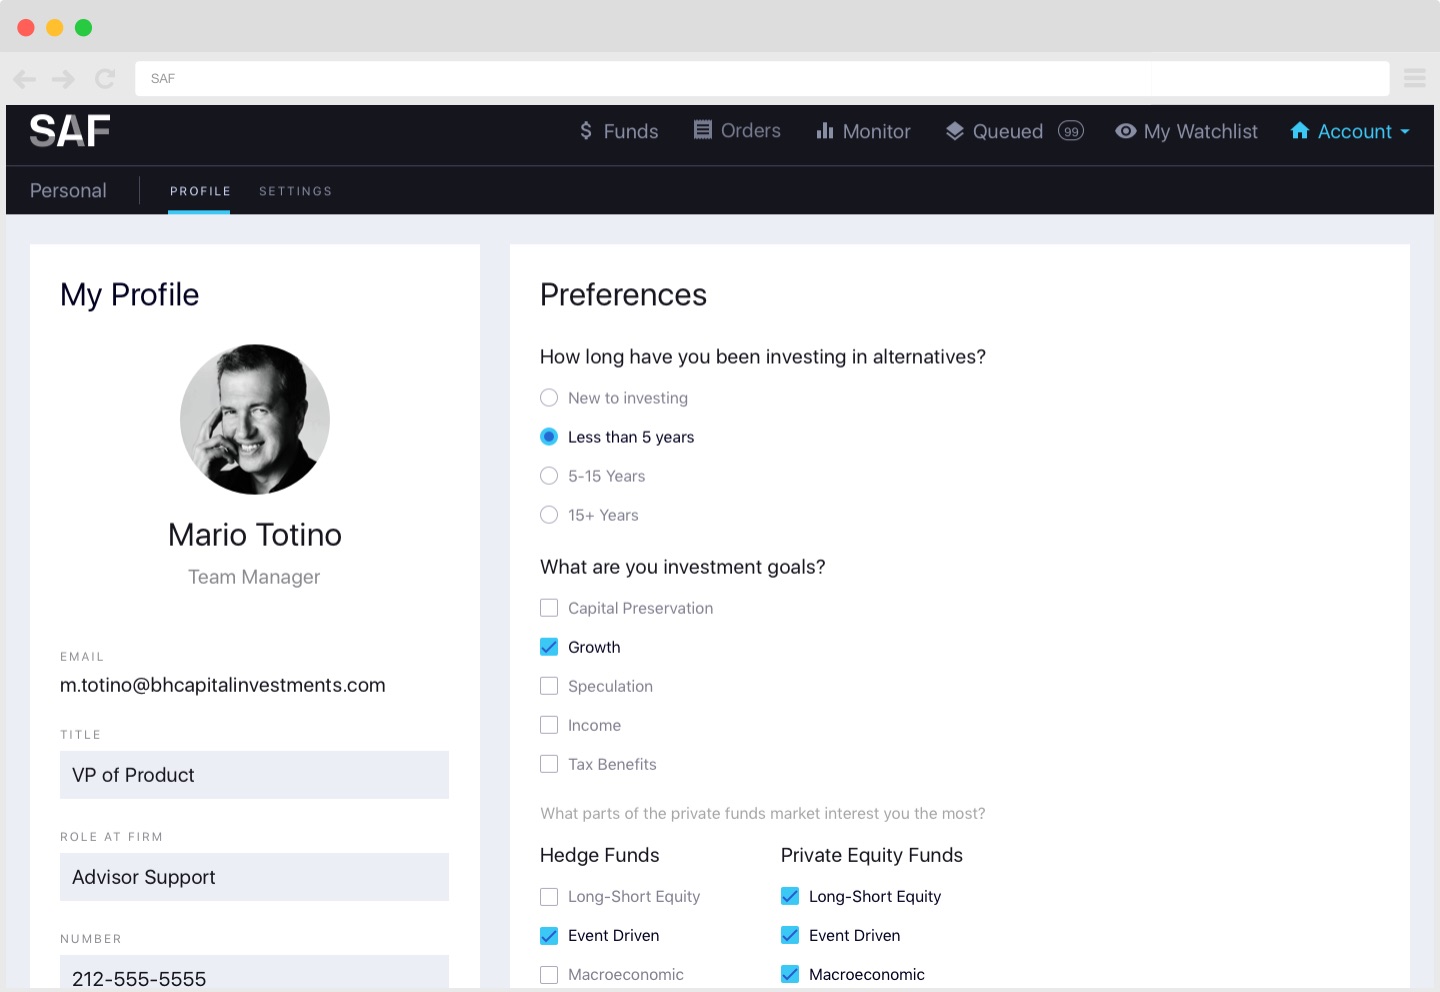 SAF
SAF
Funds Orders Monitor Queued 99 My Watchlist Account
Personal PROFILE SETTINGS
My Profile
Mario Totino
Team Manager
EMAIL
m.totino@bhcapitalinvestments.com
TITLE
VP of Product
ROLE AT FIRM
Advisor Support
NUMBER
212-555-5555
Preferences
How long have you been investing in alternatives?
New to investing
Less than 5 years
5-15 Years
15+ Years
What are you investment goals?
Capital Preservation
Growth
Speculation
Income
Tax Benefits
What parts of the private funds market interest you the most?
Hedge Funds
Long-Short Equity
Event Driven
Macroeconomic
Private Equity Funds
Long-Short Equity
Event Driven
Macroeconomic